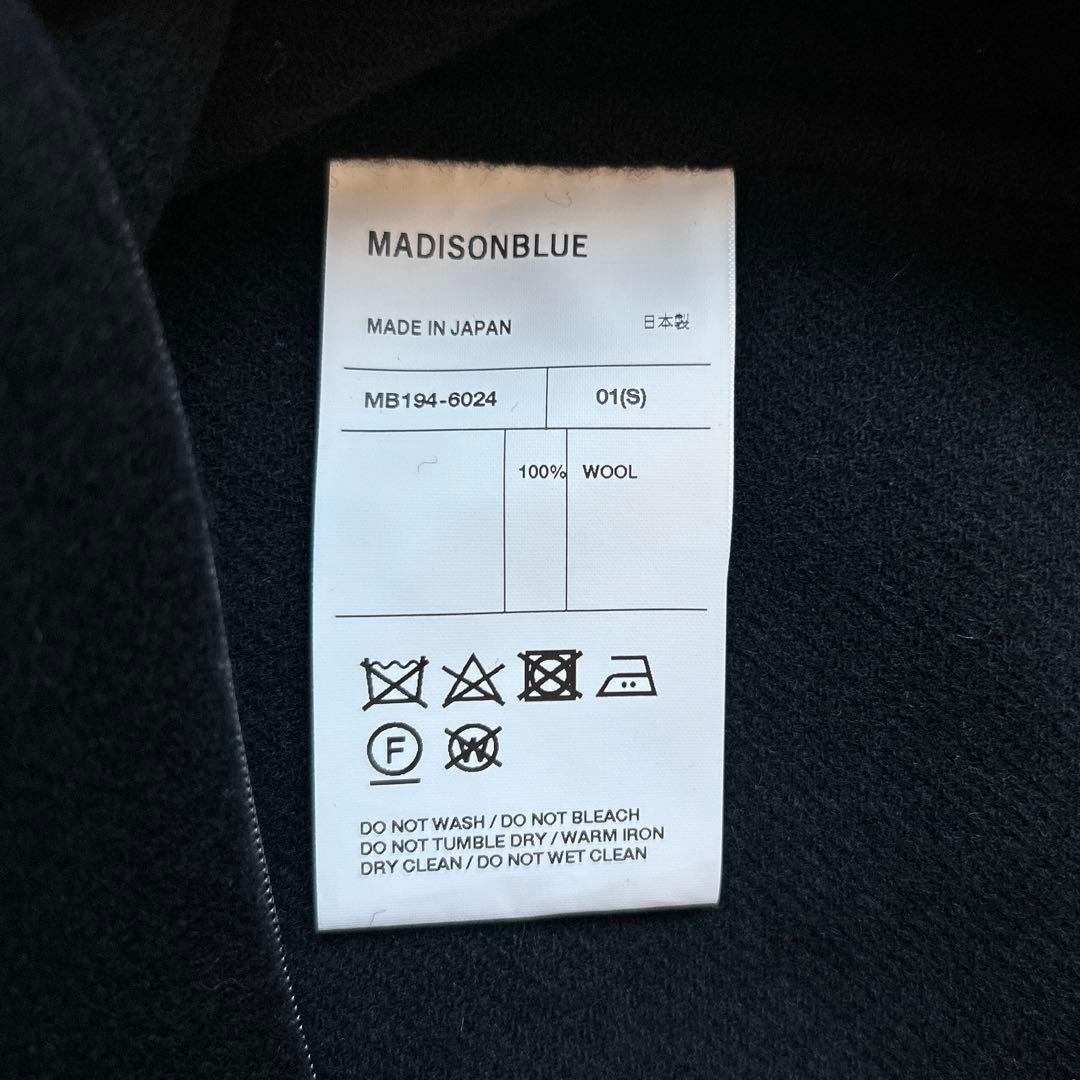 MADISONBLUE
MADE IN JAPAN 日本製
MB194-6024 01(S)
100% WOOL
F W
DO NOT WASH / DO NOT BLEACH
DO NOT TUMBLE DRY / WARM IRON
DRY CLEAN / DO NOT WET CLEAN